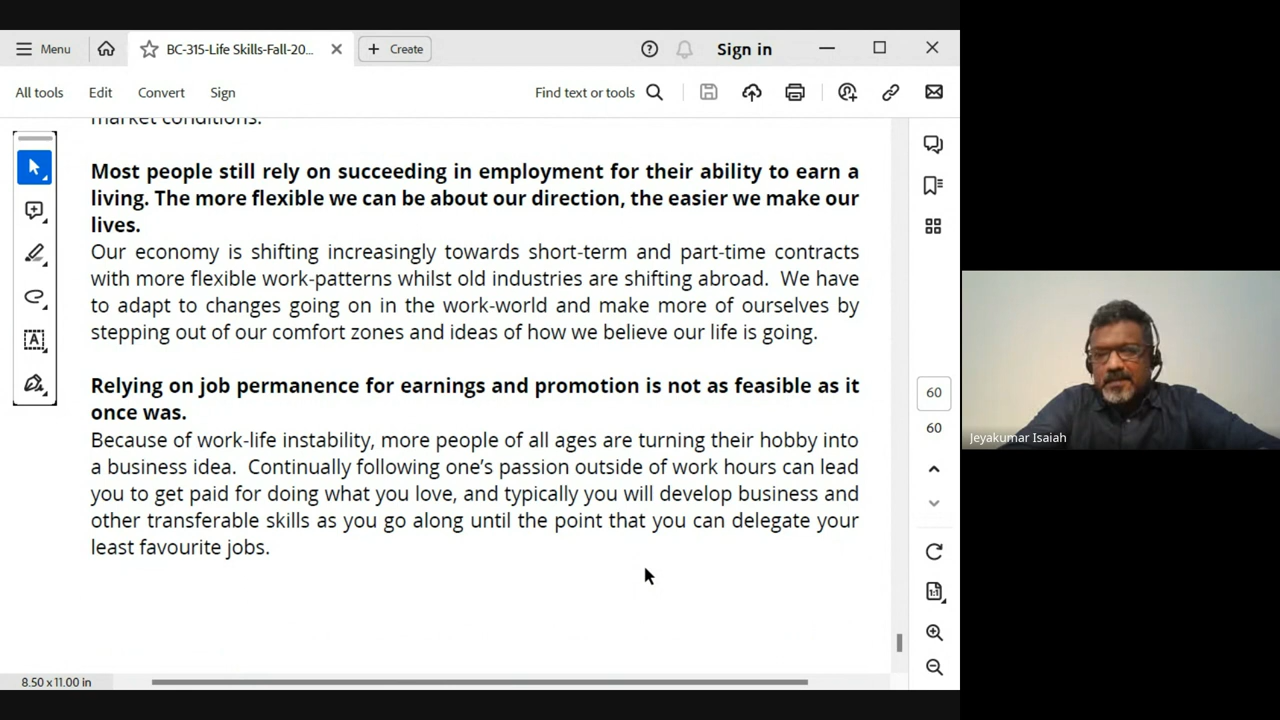 Menu
BC-315-Life Skills-Fall-20...
Create
Sign in
All tools
Edit
Convert
Sign
Find text or tools
market conditions.
Most people still rely on succeeding in employment for their ability to earn a
living. The more flexible we can be about our direction, the easier we make our
lives.
Our economy is shifting increasingly towards short-term and part-time contracts
with more flexible work-patterns whilst old industries are shifting abroad.  We have
to adapt to changes going on in the work-world and make more of ourselves by
stepping out of our comfort zones and ideas of how we believe our life is going.
Relying on job permanence for earnings and promotion is not as feasible as it
once was.
Because of work-life instability, more people of all ages are turning their hobby into
a business idea.  Continually following one's passion outside of work hours can lead
you to get paid for doing what you love, and typically you will develop business and
other transferable skills as you go along until the point that you can delegate your
least favourite jobs.
60
60
1:1
8.50 x 11.00 in
Jeyakumar Isaiah